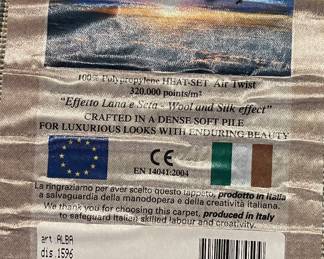 100% Polypropylene HEAT-SET Air Twist
320.000 points/m²
"Effetto Lana e Seta - Wool and Silk effect"
CRAFTED IN A DENSE SOFT PILE
FOR LUXURIOUS LOOKS WITH ENDURING BEAUTY
CE
EN 14041:2004
La ringraziamo per aver scelto questo tappeto, prodotto in Italia
a salvaguardia della manodopera e della creatività italiana.
We thank you for choosing this carpet, produced in Italy
to safeguard Italian skilled labour and creativity.
art ALBA
dis.1596